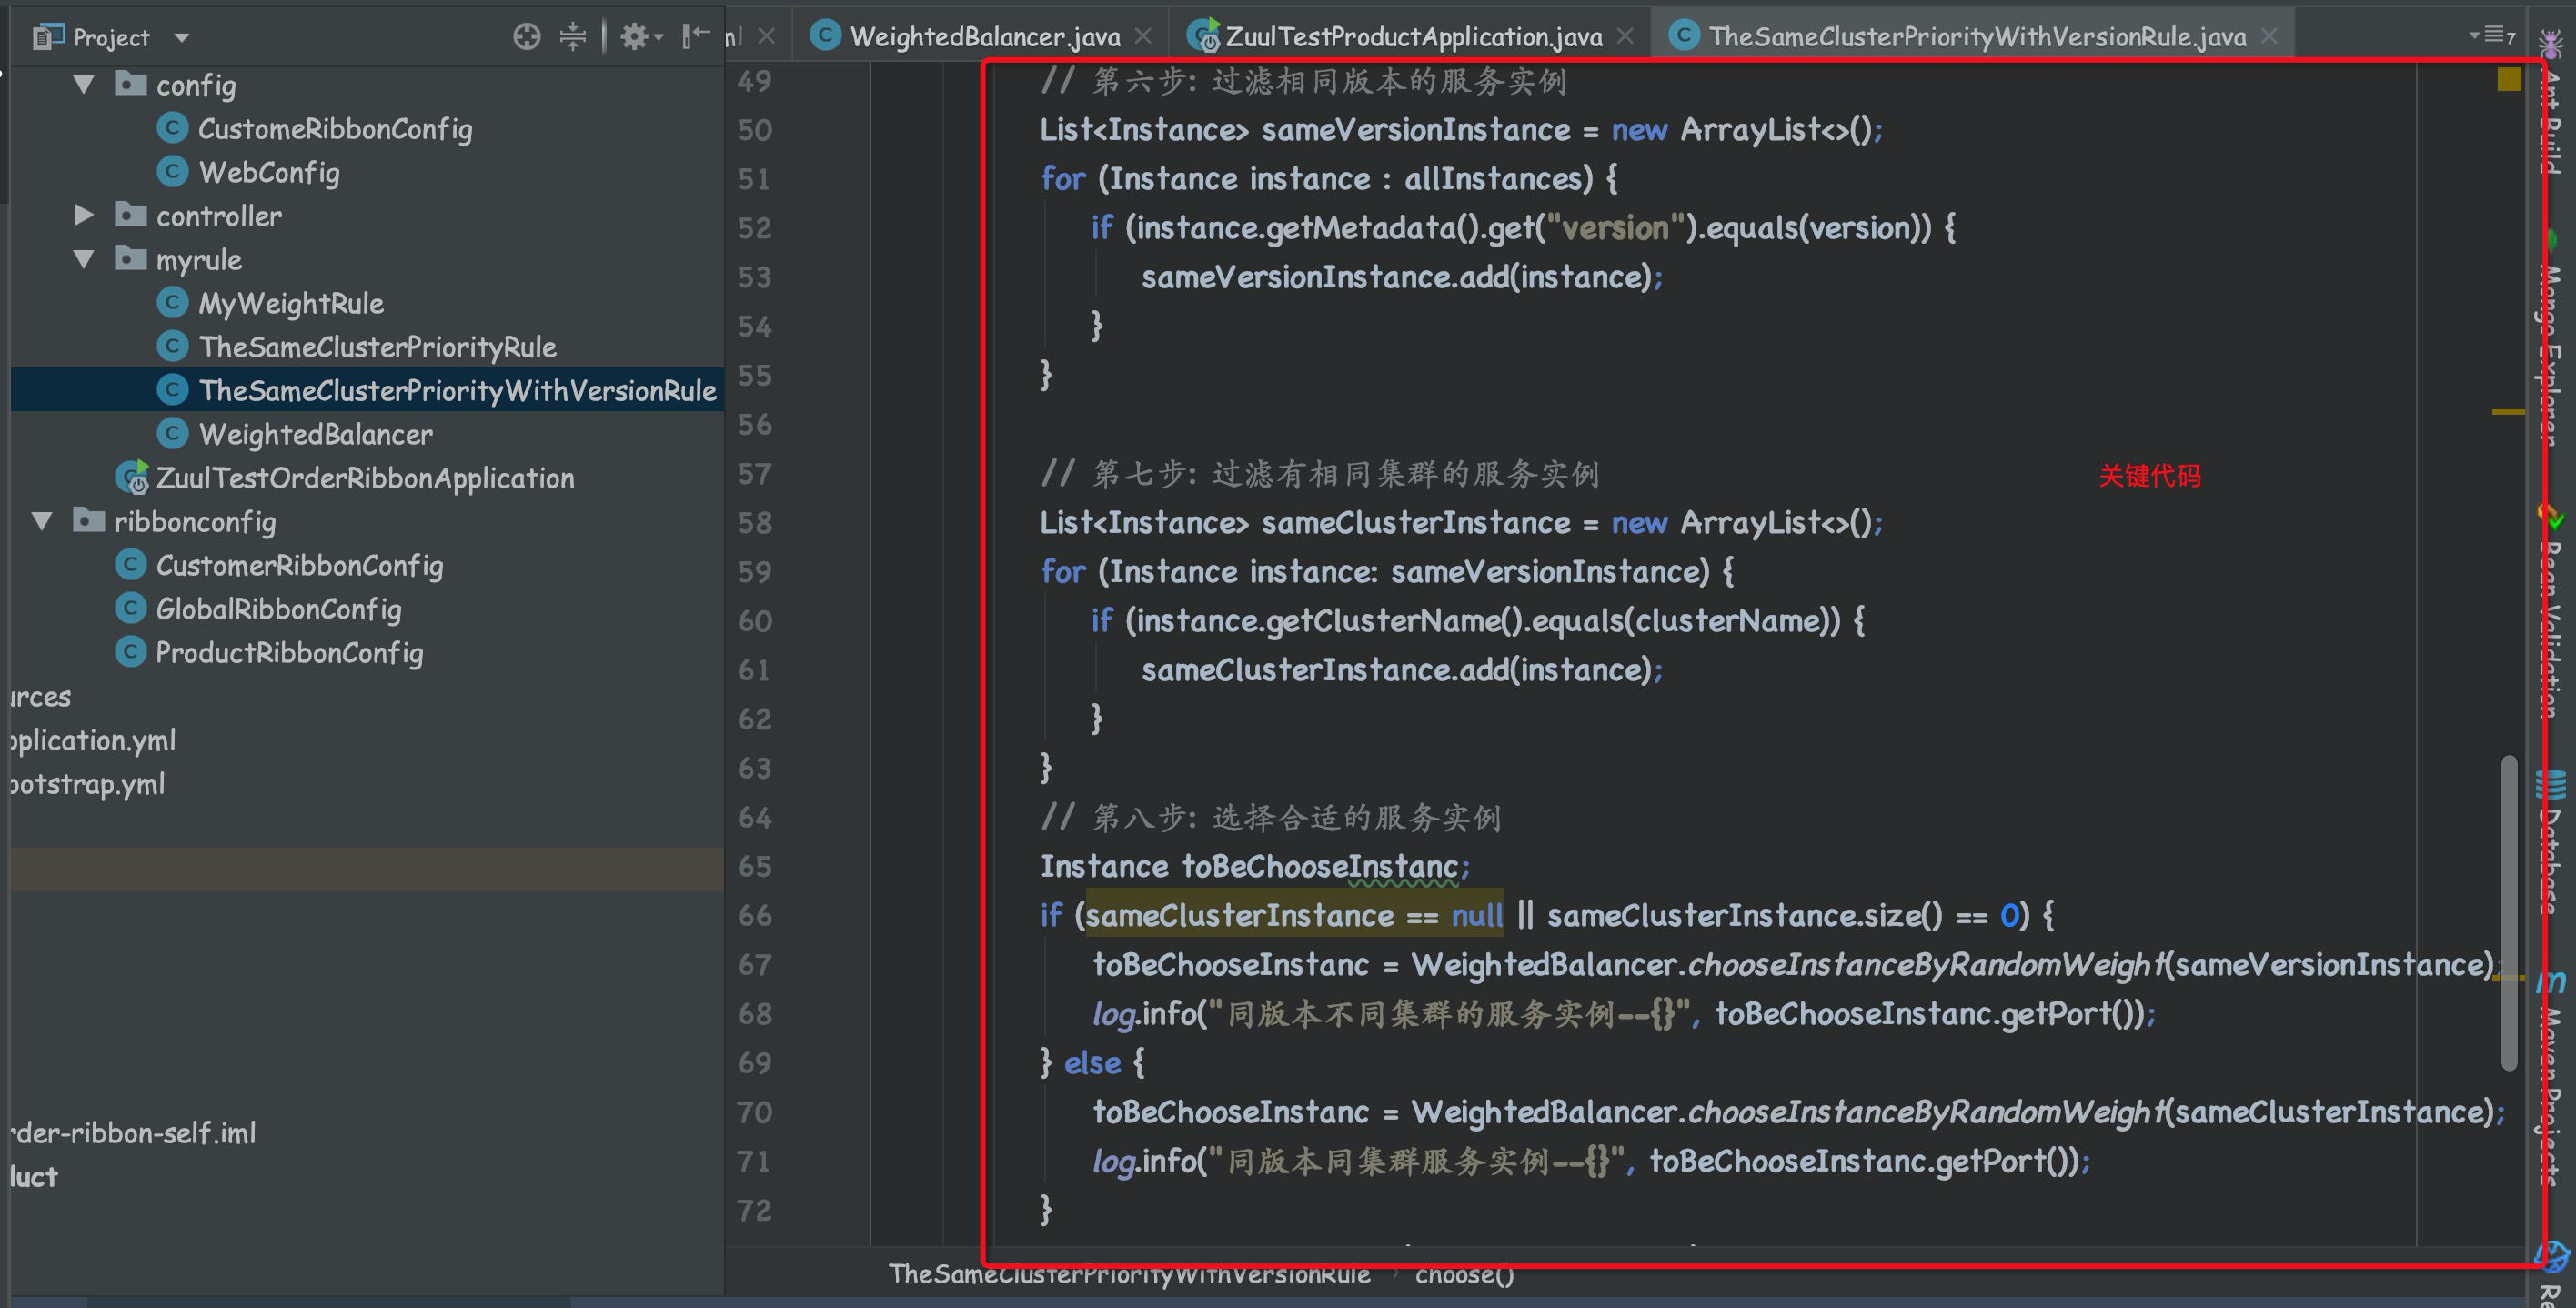 Project
WeightedBalancer.java
ZuulTestProductApplication.java
TheSameClusterPriorityWithVersionRule.java
7
config
CustomeRibbonConfig
WebConfig
controller
myrule
MyWeightRule
TheSameClusterPriorityRule
TheSameClusterPriorityWithVersionRule
WeightedBalancer
ZuulTestOrderRibbonApplication
ribbonconfig
CustomerRibbonConfig
GlobalRibbonConfig
ProductRibbonConfig
urces
pplication.yml
ootstrap.yml
rder-ribbon-self.iml
luct
49 // 第六步: 过滤相同版本的服务实例
50 List<Instance> sameVersionInstance = new ArrayList<>();
51 for (Instance instance : allInstances) {
52 if (instance.getMetadata().get("version").equals(version)) {
53 sameVersionInstance.add(instance);
54 }
55 }
56
57 // 第七步: 过滤有相同集群的服务实例
关键代码
58 List<Instance> sameClusterInstance = new ArrayList<>();
59 for (Instance instance: sameVersionInstance) {
60 if (instance.getClusterName().equals(clusterName)) {
61 sameClusterInstance.add(instance);
62 }
63 }
64 // 第八步: 选择合适的服务实例
65 Instance toBeChooseInstanc;
66 if (sameClusterInstance == null || sameClusterInstance.size() == 0) {
67 toBeChooseInstanc = WeightedBalancer.chooseInstanceByRandomWeight(sameVersionInstance);
68 log.info("同版本不同集群的服务实例--{}", toBeChooseInstanc.getPort());
69 } else {
70 toBeChooseInstanc = WeightedBalancer.chooseInstanceByRandomWeight(sameClusterInstance);
71 log.info("同版本同集群服务实例--{}", toBeChooseInstanc.getPort());
72 }
TheSameClusterPriorityWithVersionRule › choose()
Ant Build
Mongo Explorer
Bean Validation
Database
Maven Projects